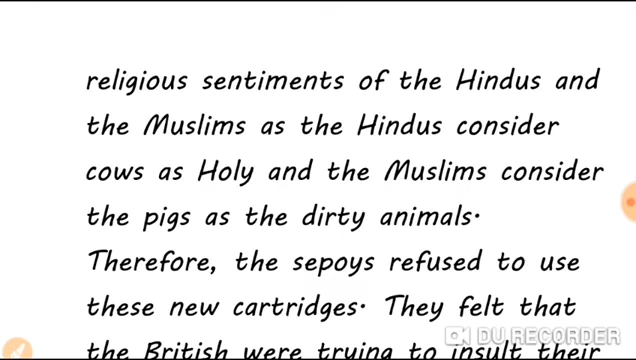 religious sentiments of the Hindus and
the Muslims as the Hindus consider
cows as Holy and the Muslims consider
the pigs as the dirty animals.
Therefore, the sepoys refused to use
these new cartridges. They felt that
the British were trying to insult their
DU RECORDER